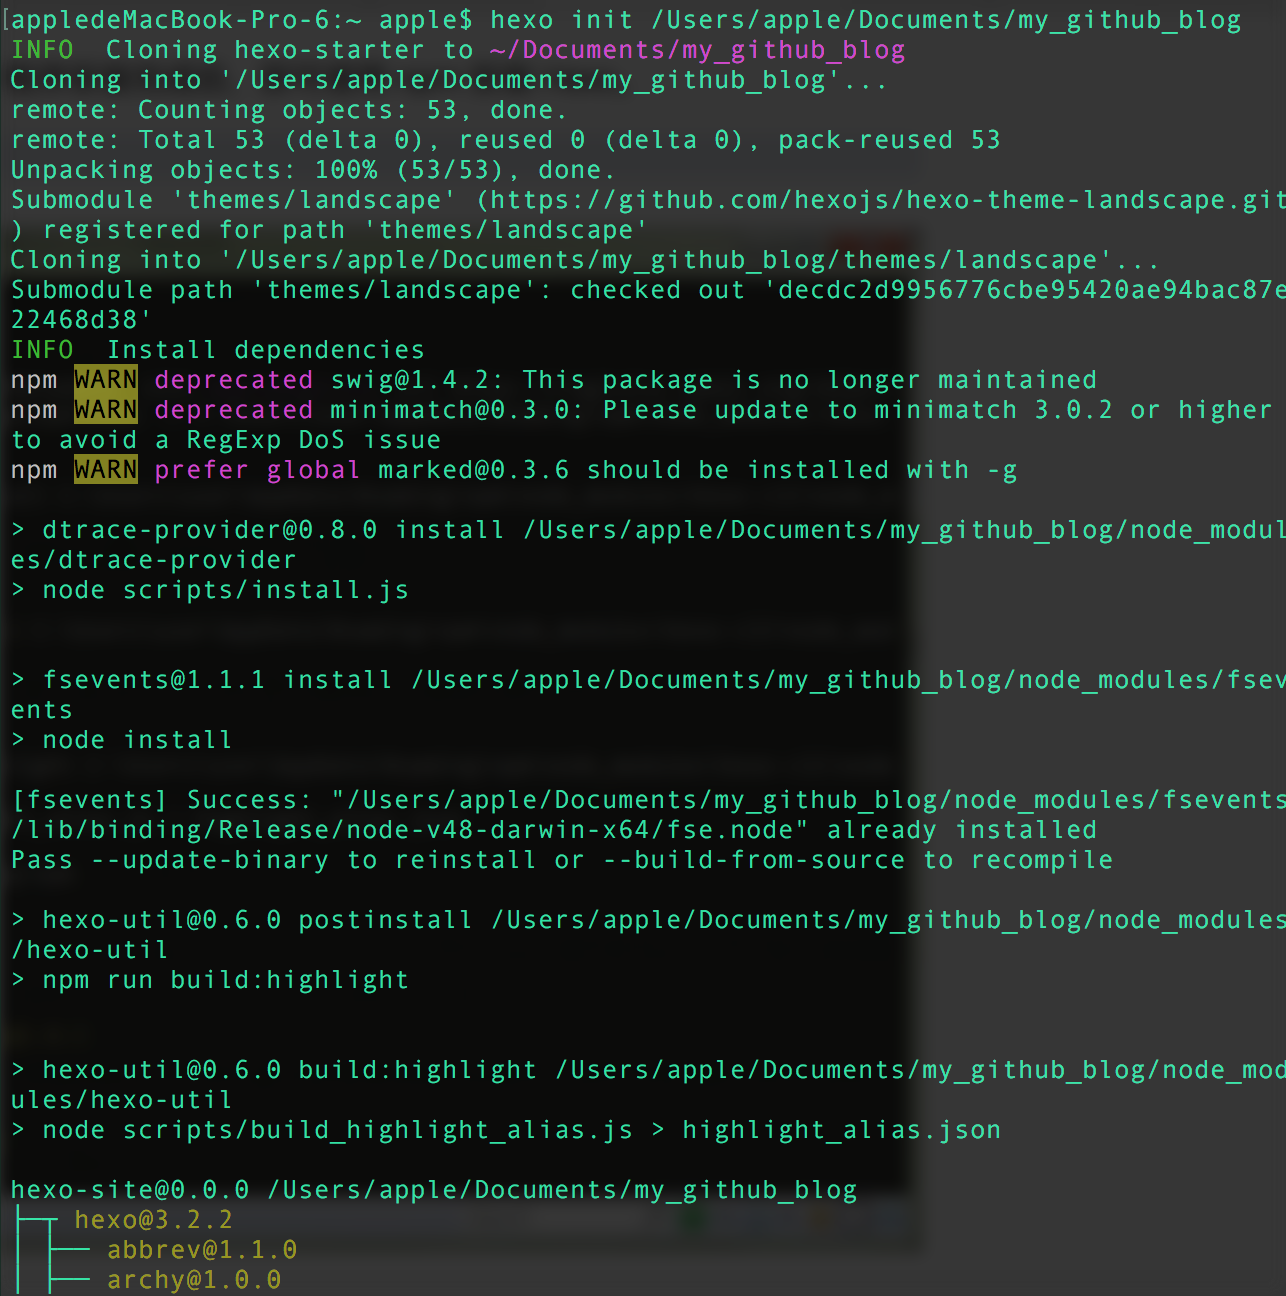 [appledeMacBook-Pro-6:~ apple$ hexo init /Users/apple/Documents/my_github_blog
INFO  Cloning hexo-starter to ~/Documents/my_github_blog
Cloning into '/Users/apple/Documents/my_github_blog'...
remote: Counting objects: 53, done.
remote: Total 53 (delta 0), reused 0 (delta 0), pack-reused 53
Unpacking objects: 100% (53/53), done.
Submodule 'themes/landscape' (https://github.com/hexojs/hexo-theme-landscape.git
) registered for path 'themes/landscape'
Cloning into '/Users/apple/Documents/my_github_blog/themes/landscape'...
Submodule path 'themes/landscape': checked out 'decdc2d9956776cbe95420ae94bac87e
22468d38'
INFO  Install dependencies
npm WARN deprecated swig@1.4.2: This package is no longer maintained
npm WARN deprecated minimatch@0.3.0: Please update to minimatch 3.0.2 or higher
to avoid a RegExp DoS issue
npm WARN prefer global marked@0.3.6 should be installed with -g
> dtrace-provider@0.8.0 install /Users/apple/Documents/my_github_blog/node_modul
es/dtrace-provider
> node scripts/install.js
> fsevents@1.1.1 install /Users/apple/Documents/my_github_blog/node_modules/fsev
ents
> node install
[fsevents] Success: "/Users/apple/Documents/my_github_blog/node_modules/fsevents
/lib/binding/Release/node-v48-darwin-x64/fse.node" already installed
Pass --update-binary to reinstall or --build-from-source to recompile
> hexo-util@0.6.0 postinstall /Users/apple/Documents/my_github_blog/node_modules
/hexo-util
> npm run build:highlight
> hexo-util@0.6.0 build:highlight /Users/apple/Documents/my_github_blog/node_mod
ules/hexo-util
> node scripts/build_highlight_alias.js > highlight_alias.json
hexo-site@0.0.0 /Users/apple/Documents/my_github_blog
├─┬ hexo@3.2.2
│ ├── abbrev@1.1.0
│ ├── archy@1.0.0